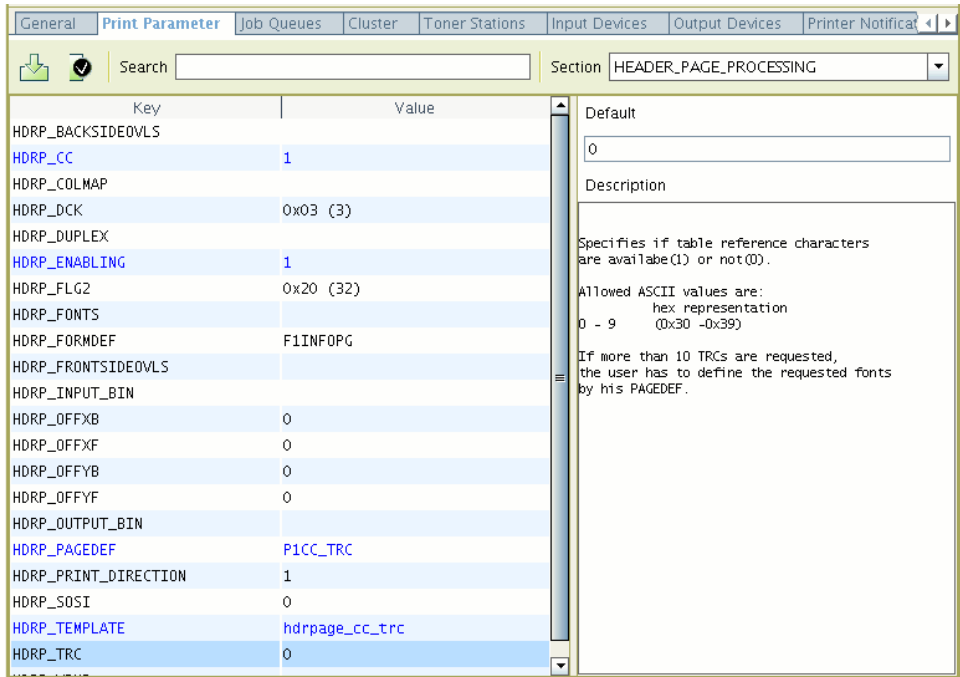 General Print Parameter Job Queues Cluster Toner Stations Input Devices Output Devices Printer Notificat
Search Section HEADER_PAGE_PROCESSING
Key Value
HDRP_BACKSIDEOVLS
HDRP_CC 1
HDRP_COLMAP
HDRP_DCK 0x03 (3)
HDRP_DUPLEX
HDRP_ENABLING 1
HDRP_FLG2 0x20 (32)
HDRP_FONTS
HDRP_FORMDEF F1INFOPG
HDRP_FRONTSIDEOVLS
HDRP_INPUT_BIN
HDRP_OFFXB 0
HDRP_OFFXF 0
HDRP_OFFYB 0
HDRP_OFFYF 0
HDRP_OUTPUT_BIN
HDRP_PAGEDEF P1CC_TRC
HDRP_PRINT_DIRECTION 1
HDRP_SOSI 0
HDRP_TEMPLATE hdrpage_cc_trc
HDRP_TRC 0
Default
0
Description
Specifies if table reference characters
are availabe(1) or not(0).
Allowed ASCII values are:
hex representation
0 - 9 (0x30 -0x39)
If more than 10 TRCs are requested,
the user has to define the requested fonts
by his PAGEDEF.